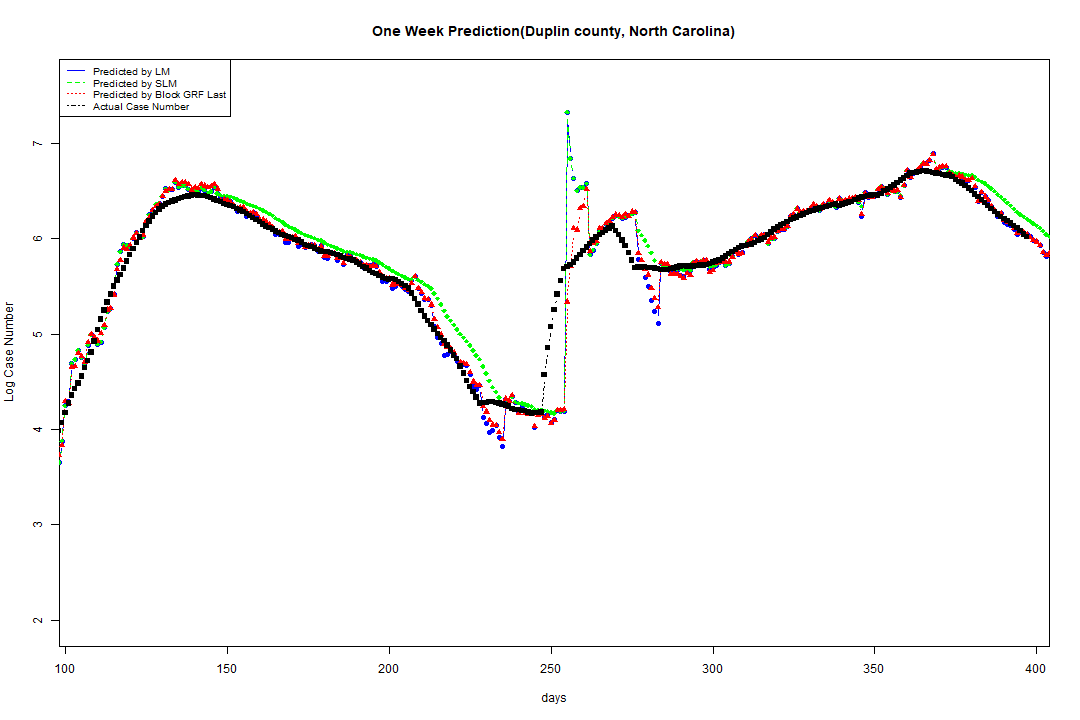 One Week Prediction(Duplin county, North Carolina)
Predicted by LM
Predicted by SLM
Predicted by Block GRF Last
Actual Case Number
Log Case Number
7
6
5
4
3
2
100 150 200 250 300 350 400
days